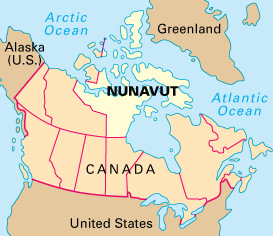 Arctic
Ocean
Greenland
Alaska
(U.S.)
NUNAVUT
Atlantic
Ocean
CANADA
United States